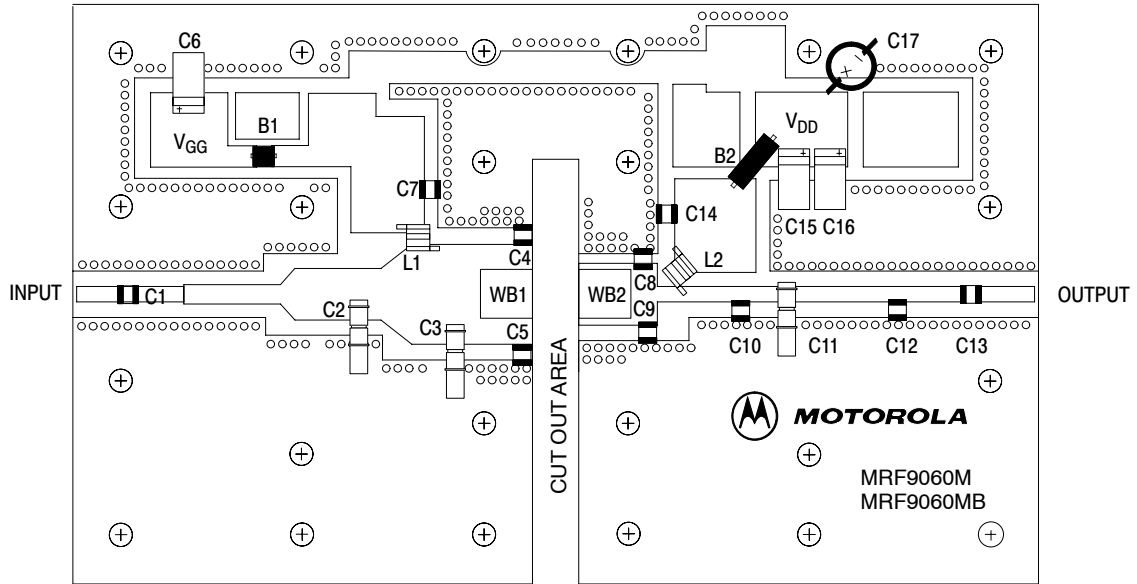 C6
C17
B1
VGG
VDD
B2
C7
C14
C15 C16
L1
C4
L2
C8
INPUT
C1
WB1
WB2
OUTPUT
C2
C3
C5
C9
C10
C11
C12
C13
CUT OUT AREA
MOTOROLA
MRF9060M
MRF9060MB